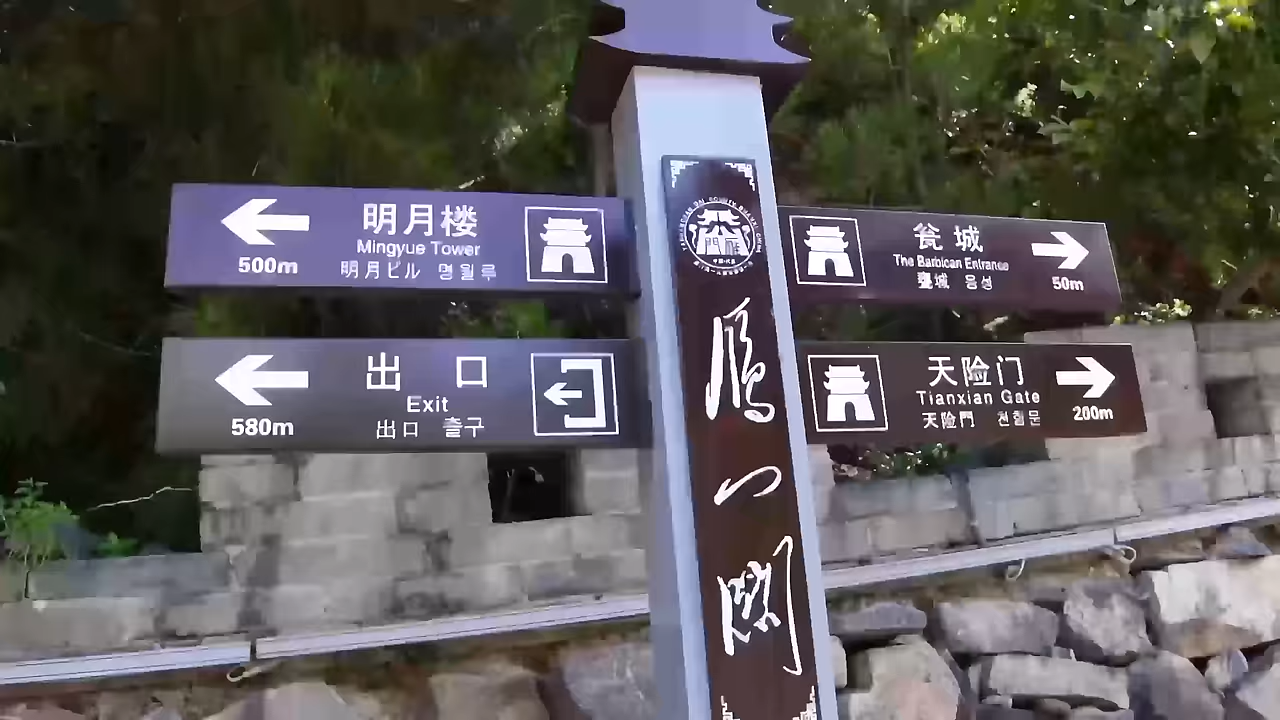 明月楼
Mingyue Tower
500m
明月ビル 명월루
出口
Exit
580m
出口 출구
瓮城
The Barbican Entrance
50m
甕城 옹성
天险门
Tianxian Gate
200m
天险門 천험문
雁门關